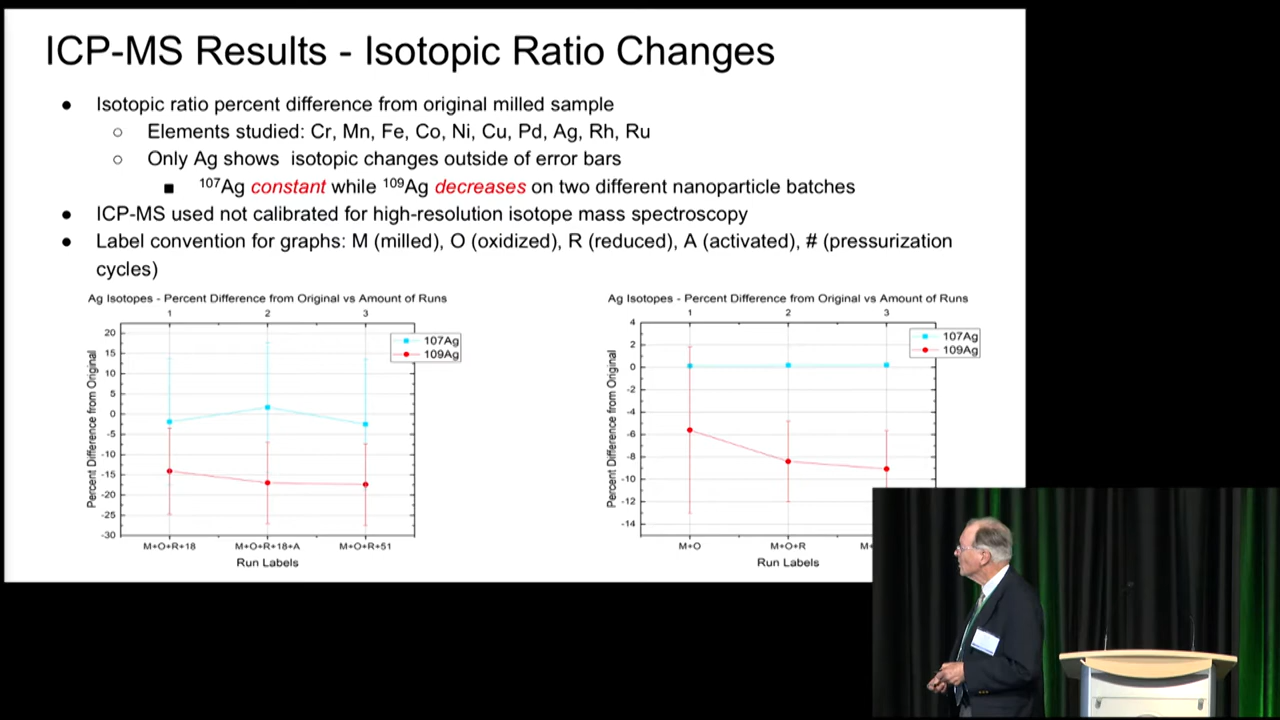 ICP-MS Results - Isotopic Ratio Changes
● Isotopic ratio percent difference from original milled sample
○ Elements studied: Cr, Mn, Fe, Co, Ni, Cu, Pd, Ag, Rh, Ru
○ Only Ag shows isotopic changes outside of error bars
■ ¹⁰⁷Ag constant while ¹⁰⁹Ag decreases on two different nanoparticle batches
● ICP-MS used not calibrated for high-resolution isotope mass spectroscopy
● Label convention for graphs: M (milled), O (oxidized), R (reduced), A (activated), # (pressurization
cycles)
Ag Isotopes - Percent Difference from Original vs Amount of Runs
1 2 3
107Ag
109Ag
Percent Difference from Original
20
15
10
5
0
-5
-10
-15
-20
-25
-30
M+O+R+18 M+O+R+18+A M+O+R+51
Run Labels
Ag Isotopes - Percent Difference from Original vs Amount of Runs
1 2 3
107Ag
109Ag
Percent Difference from Original
4
2
0
-2
-4
-6
-8
-10
-12
-14
M+O M+O+R
Run Labels